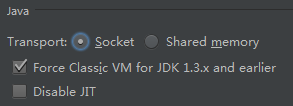 Java
Transport: Socket Shared memory
Force Classic VM for JDK 1.3.x and earlier
Disable JIT